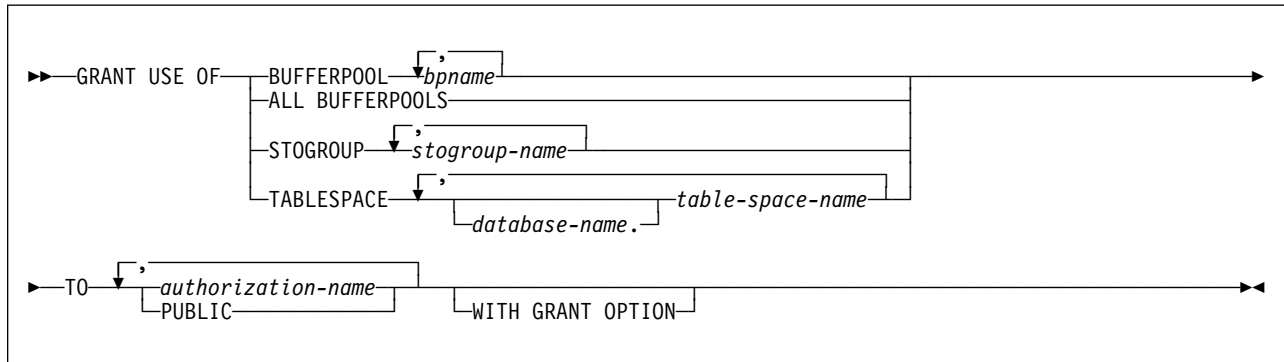 ,
GRANT USE OF BUFFERPOOL bpname
ALL BUFFERPOOLS
,
STOGROUP stogroup-name
,
TABLESPACE table-space-name
database-name.
,
TO authorization-name
PUBLIC WITH GRANT OPTION